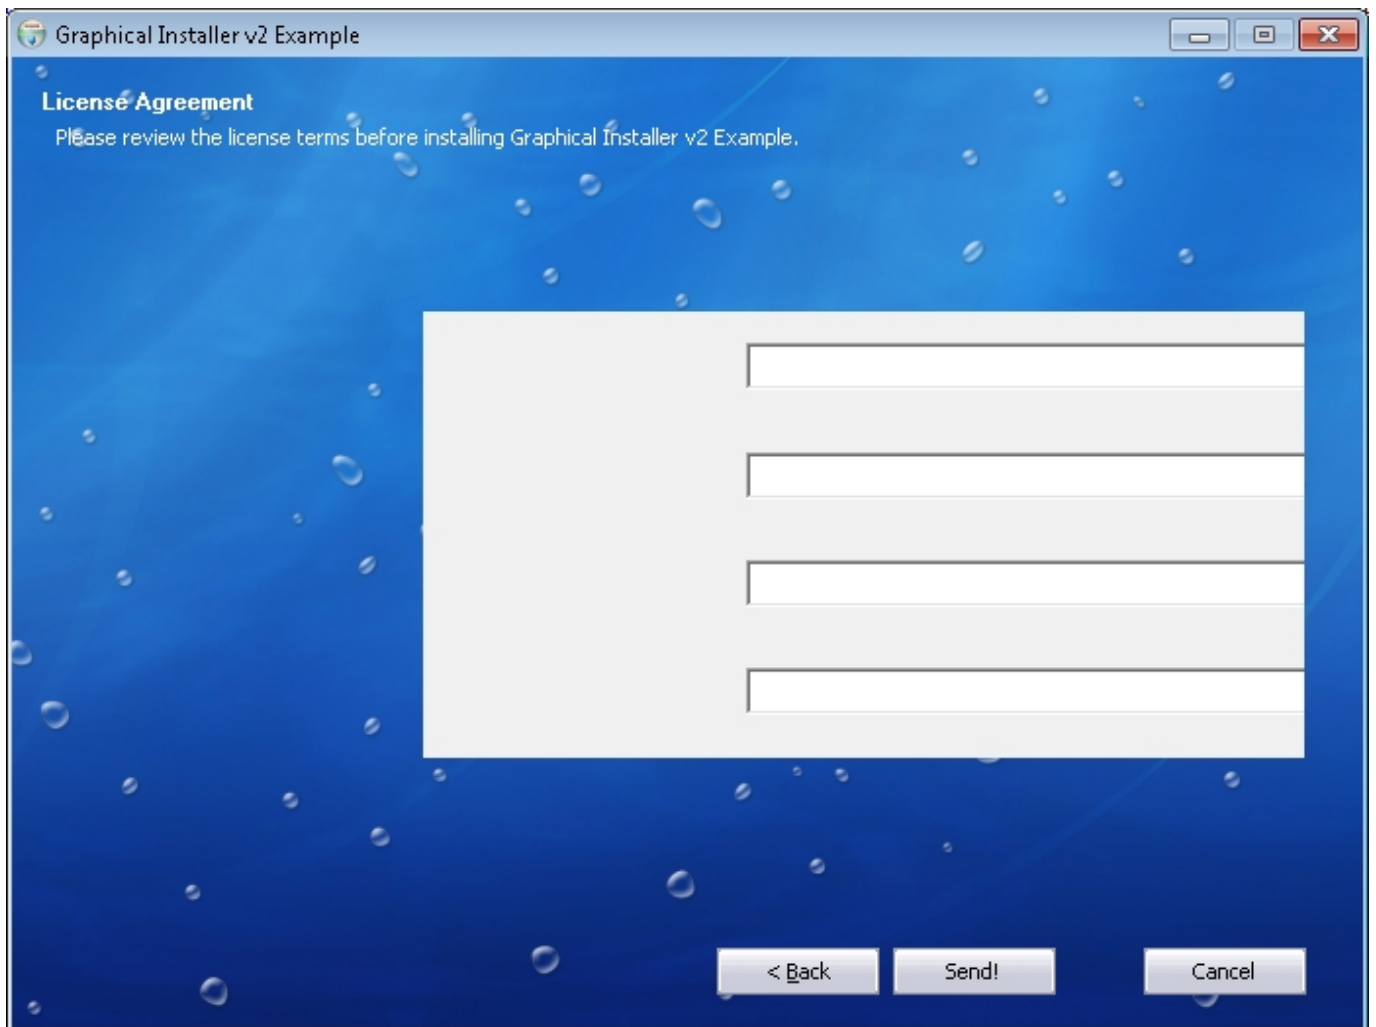 Graphical Installer v2 Example
License Agreement
Please review the license terms before installing Graphical Installer v2 Example.
< Back
Send!
Cancel